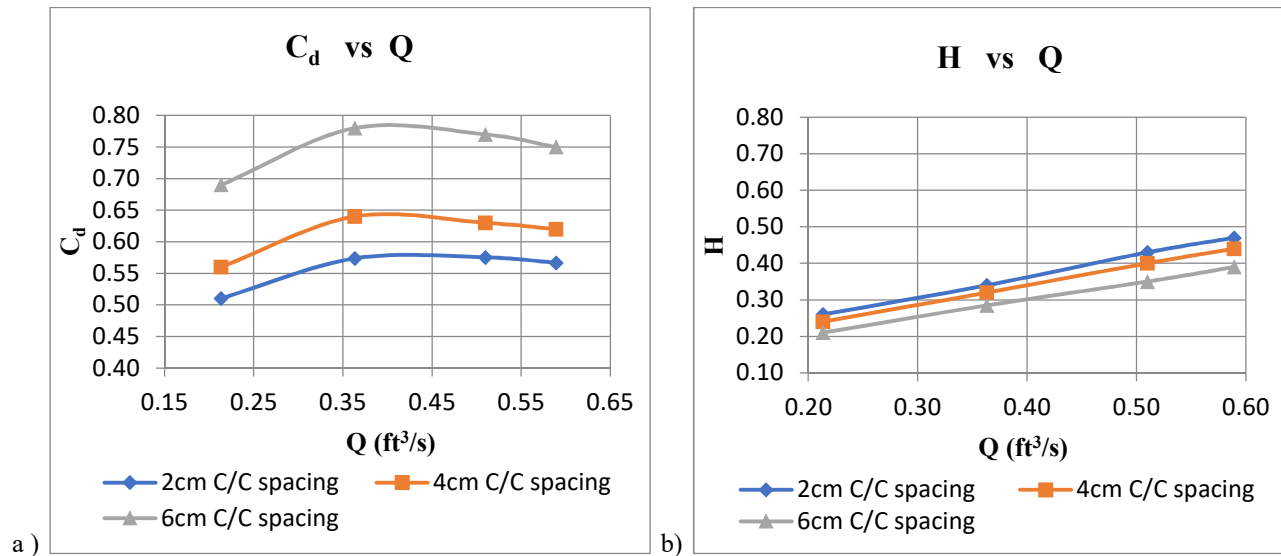 C_d vs Q
0.80
0.75
0.70
0.65
0.60
0.55
0.50
0.45
0.40
C_d
0.15 0.25 0.35 0.45 0.55 0.65
Q (ft³/s)
2cm C/C spacing 4cm C/C spacing
6cm C/C spacing
a )
H vs Q
0.80
0.70
0.60
0.50
0.40
0.30
0.20
0.10
H
0.20 0.30 0.40 0.50 0.60
Q (ft³/s)
2cm C/C spacing 4cm C/C spacing
6cm C/C spacing
b)